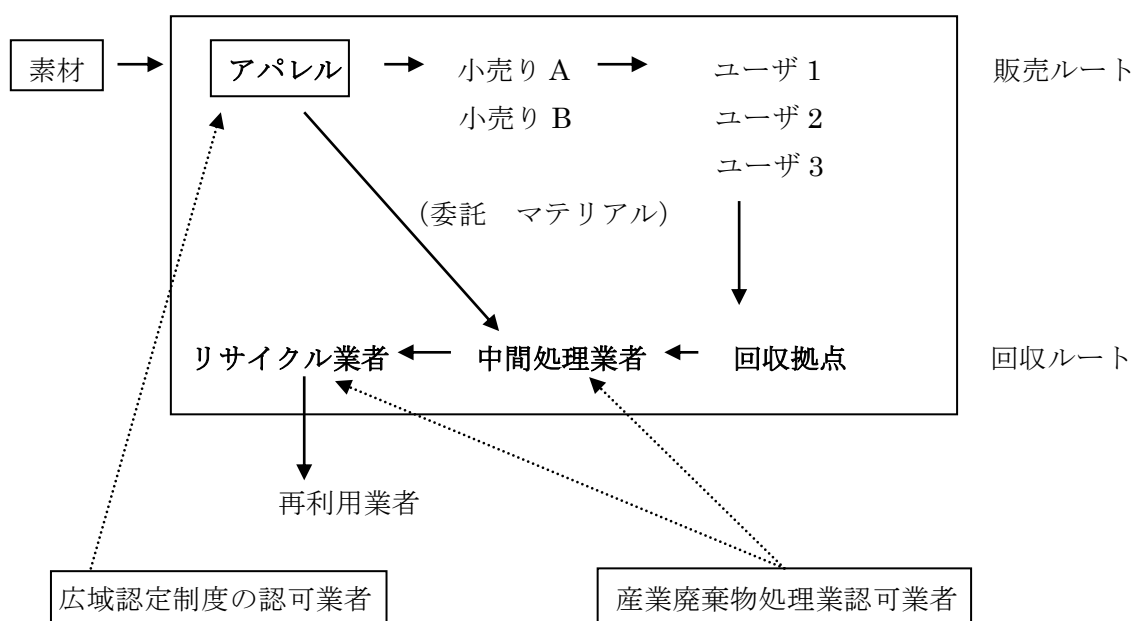 素材 アパレル 小売り A ユーザ 1 販売ルート
小売り B ユーザ 2
ユーザ 3
（委託　マテリアル）
リサイクル業者 中間処理業者 回収拠点 回収ルート
再利用業者
広域認定制度の認可業者 産業廃棄物処理業認可業者